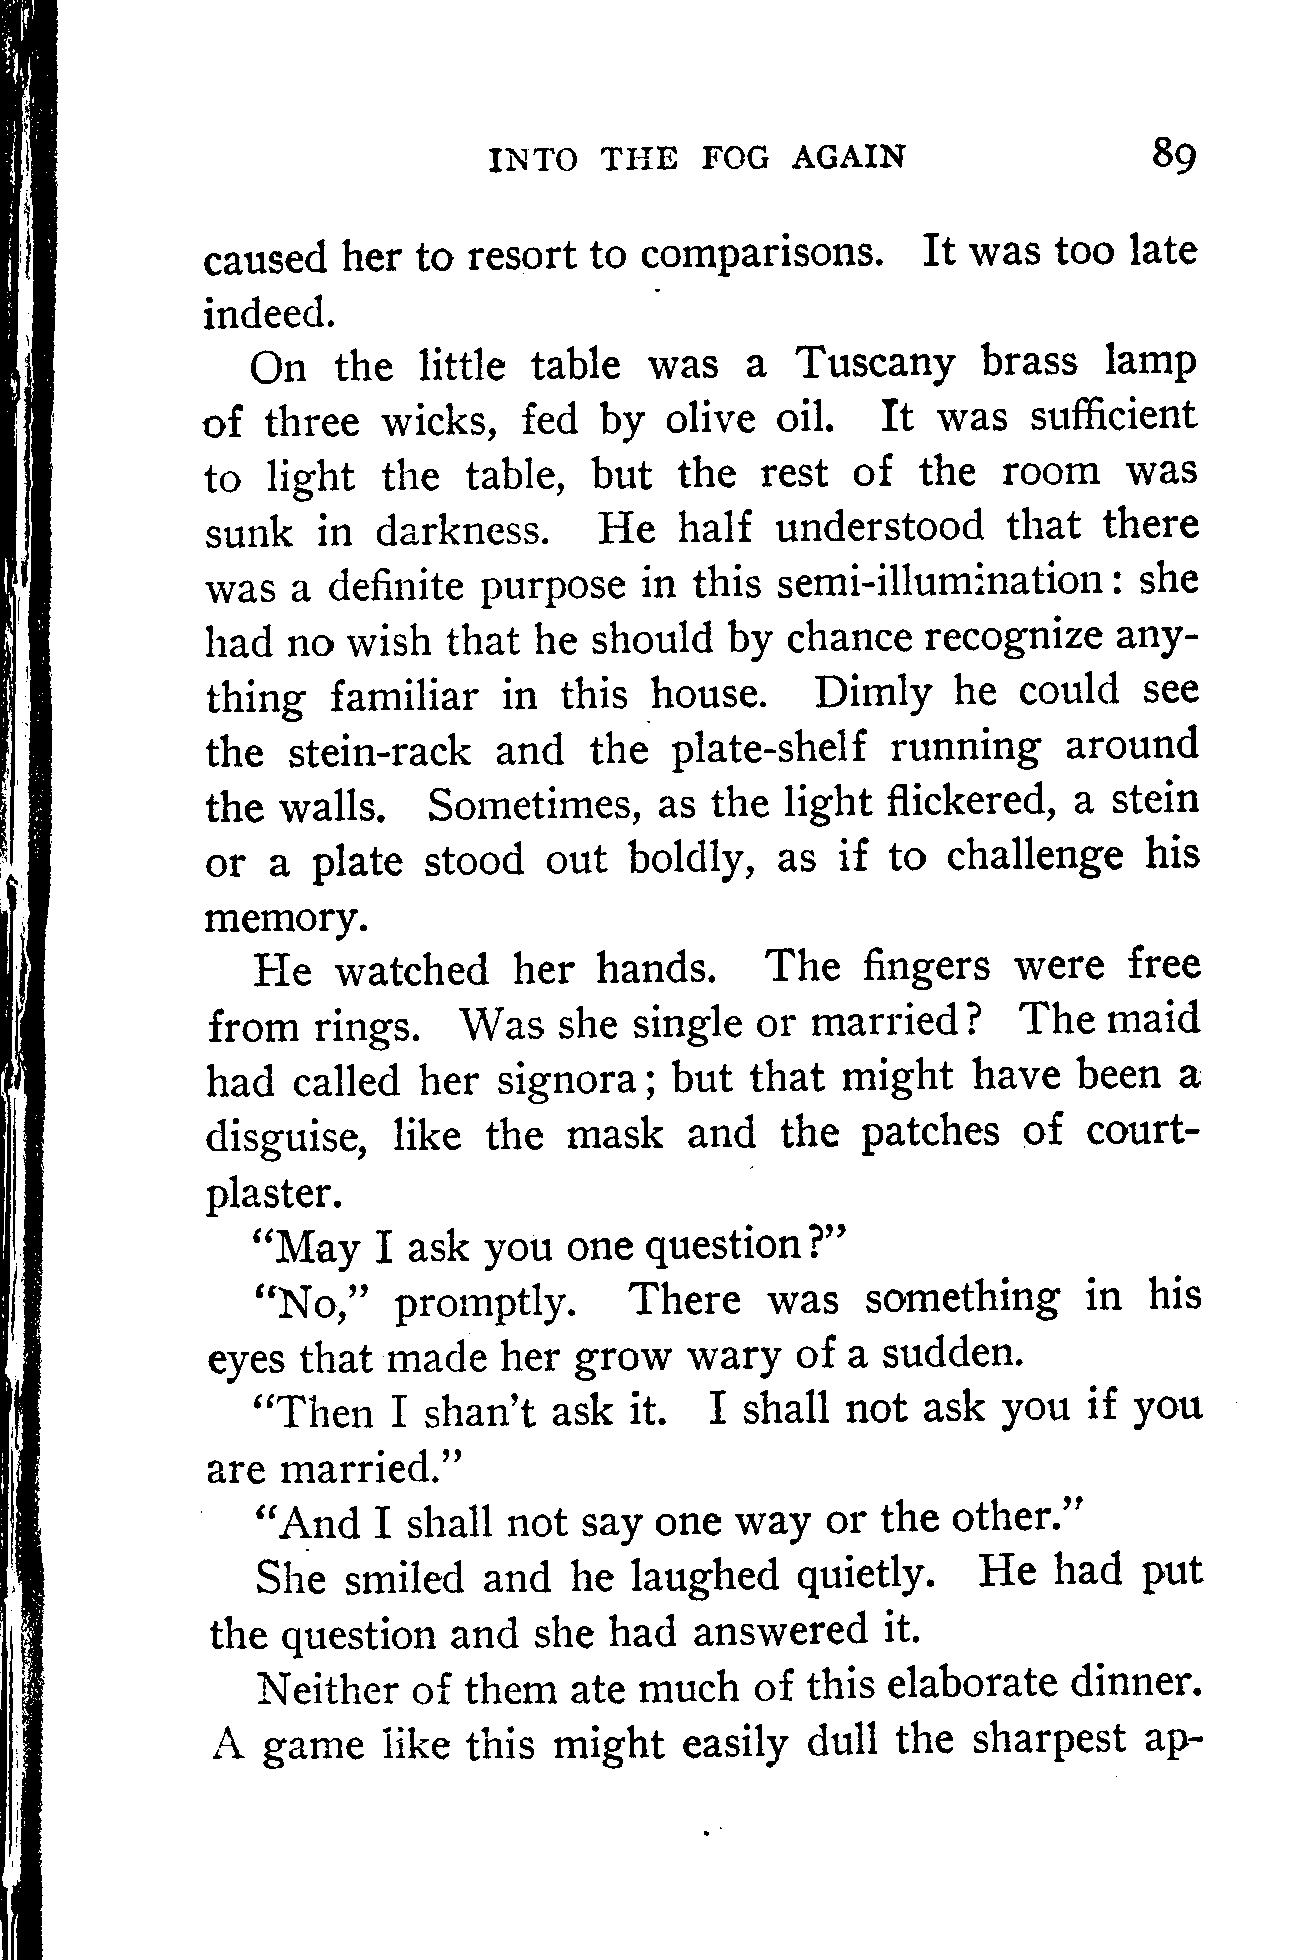 INTO THE FOG AGAIN 89
caused her to resort to comparisons. It was too late
indeed.
On the little table was a Tuscany brass lamp
of three wicks, fed by olive oil. It was sufficient
to light the table, but the rest of the room was
sunk in darkness. He half understood that there
was a definite purpose in this semi-illumination: she
had no wish that he should by chance recognize any-
thing familiar in this house. Dimly he could see
the stein-rack and the plate-shelf running around
the walls. Sometimes, as the light flickered, a stein
or a plate stood out boldly, as if to challenge his
memory.
He watched her hands. The fingers were free
from rings. Was she single or married? The maid
had called her signora; but that might have been a
disguise, like the mask and the patches of court-
plaster.
"May I ask you one question?"
"No," promptly. There was something in his
eyes that made her grow wary of a sudden.
"Then I shan't ask it. I shall not ask you if you
are married."
"And I shall not say one way or the other."
She smiled and he laughed quietly. He had put
the question and she had answered it.
Neither of them ate much of this elaborate dinner.
A game like this might easily dull the sharpest ap-